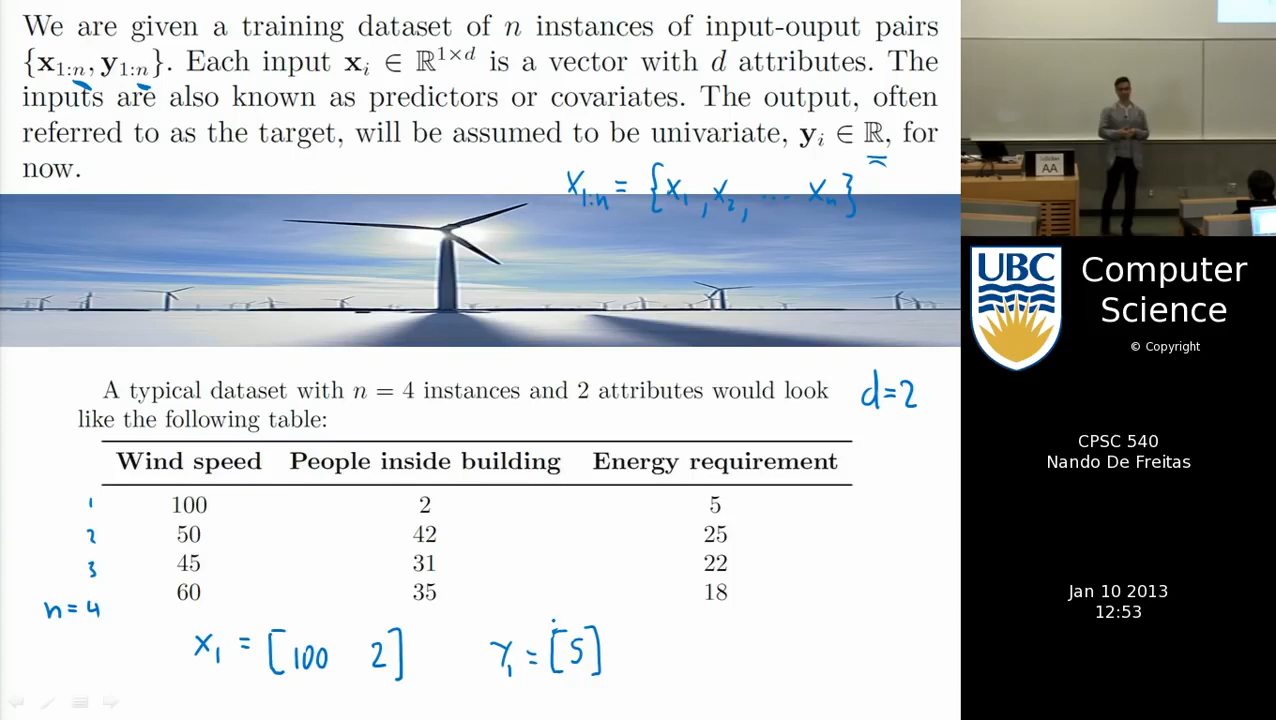 We are given a training dataset of n instances of input-ouput pairs
{x1:n, y1:n}. Each input xi ∈ ℝ1×d is a vector with d attributes. The
inputs are also known as predictors or covariates. The output, often
referred to as the target, will be assumed to be univariate, yi ∈ ℝ, for
now.
x1:n = {x1, x2, ... xn}
A typical dataset with n = 4 instances and 2 attributes would look
like the following table:
d=2
Wind speed People inside building Energy requirement
1 100 2 5
2 50 42 25
3 45 31 22
n=4 60 35 18
x1 = [100 2] y1 = [5]
AA
UBC
Computer
Science
© Copyright
CPSC 540
Nando De Freitas
Jan 10 2013
12:53